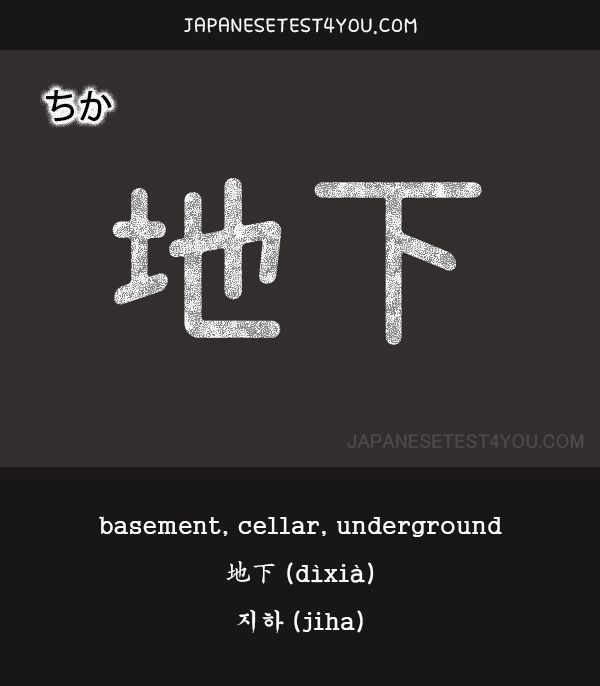 JAPANESETEST4YOU.COM
ちか
地下
JAPANESETEST4YOU.COM
basement, cellar, underground
地下 (dìxià)
지하 (jiha)